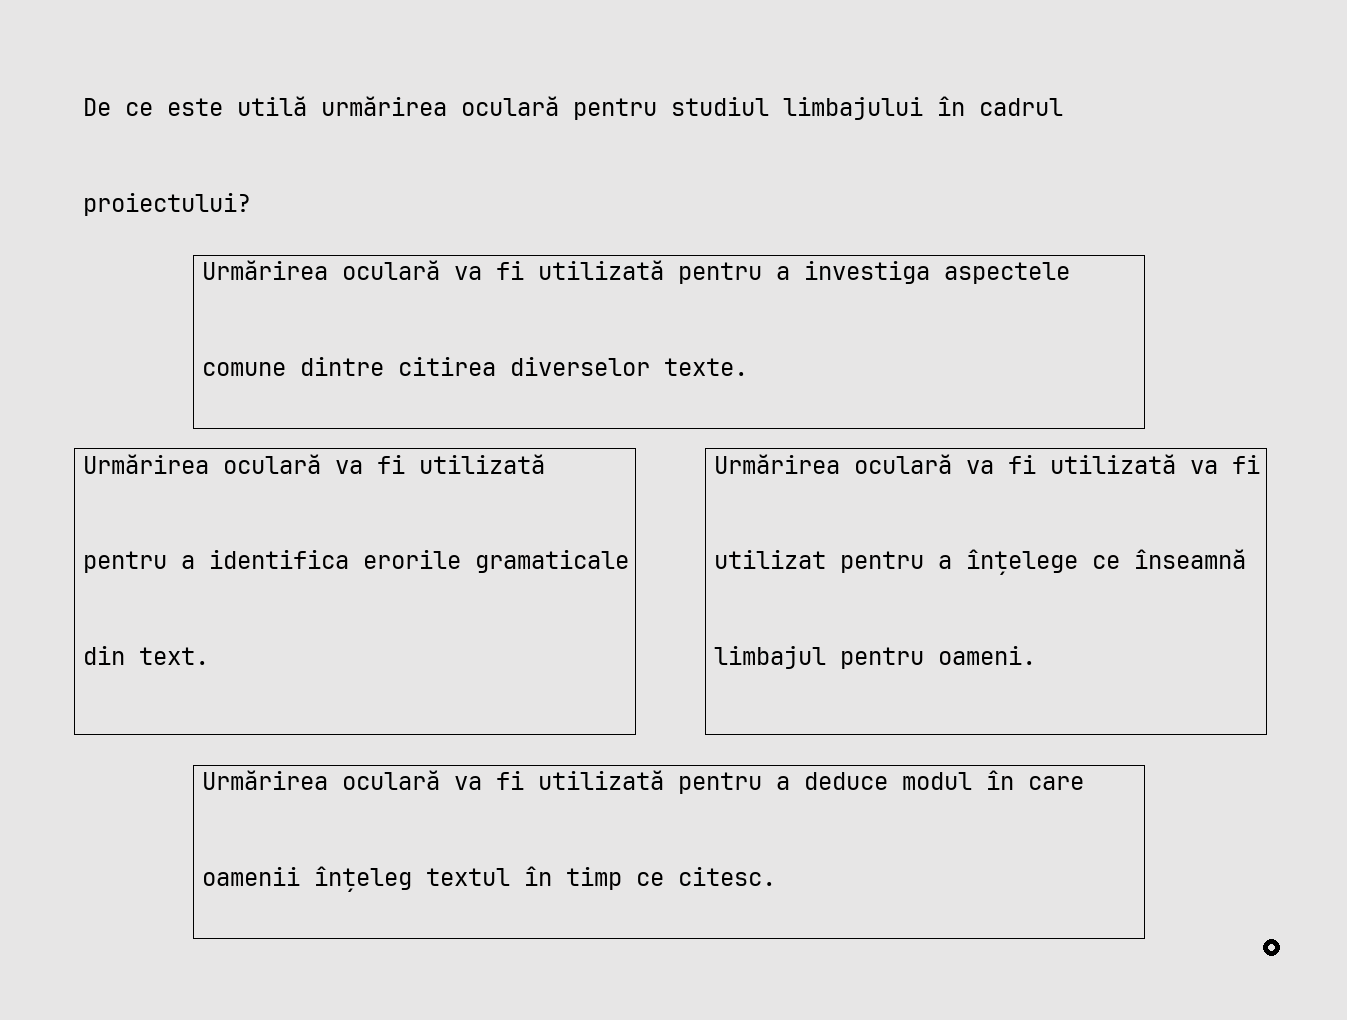 De ce este utilă urmărirea oculară pentru studiul limbajului în cadrul
proiectului?
Urmărirea oculară va fi utilizată pentru a investiga aspectele
comune dintre citirea diverselor texte.
Urmărirea oculară va fi utilizată
pentru a identifica erorile gramaticale
din text.
Urmărirea oculară va fi utilizată va fi
utilizat pentru a înțelege ce înseamnă
limbajul pentru oameni.
Urmărirea oculară va fi utilizată pentru a deduce modul în care
oamenii înțeleg textul în timp ce citesc.